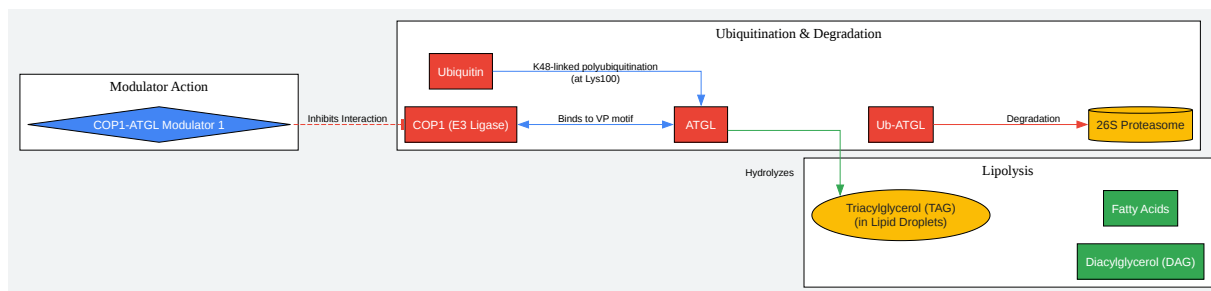 Ubiquitination & Degradation
Ubiquitin
K48-linked polyubiquitination
(at Lys100)
Modulator Action
COP1-ATGL Modulator 1
Inhibits Interaction
COP1 (E3 Ligase)
Binds to VP motif
ATGL
Ub-ATGL
Degradation
26S Proteasome
Hydrolyzes
Lipolysis
Triacylglycerol (TAG)
(in Lipid Droplets)
Fatty Acids
Diacylglycerol (DAG)